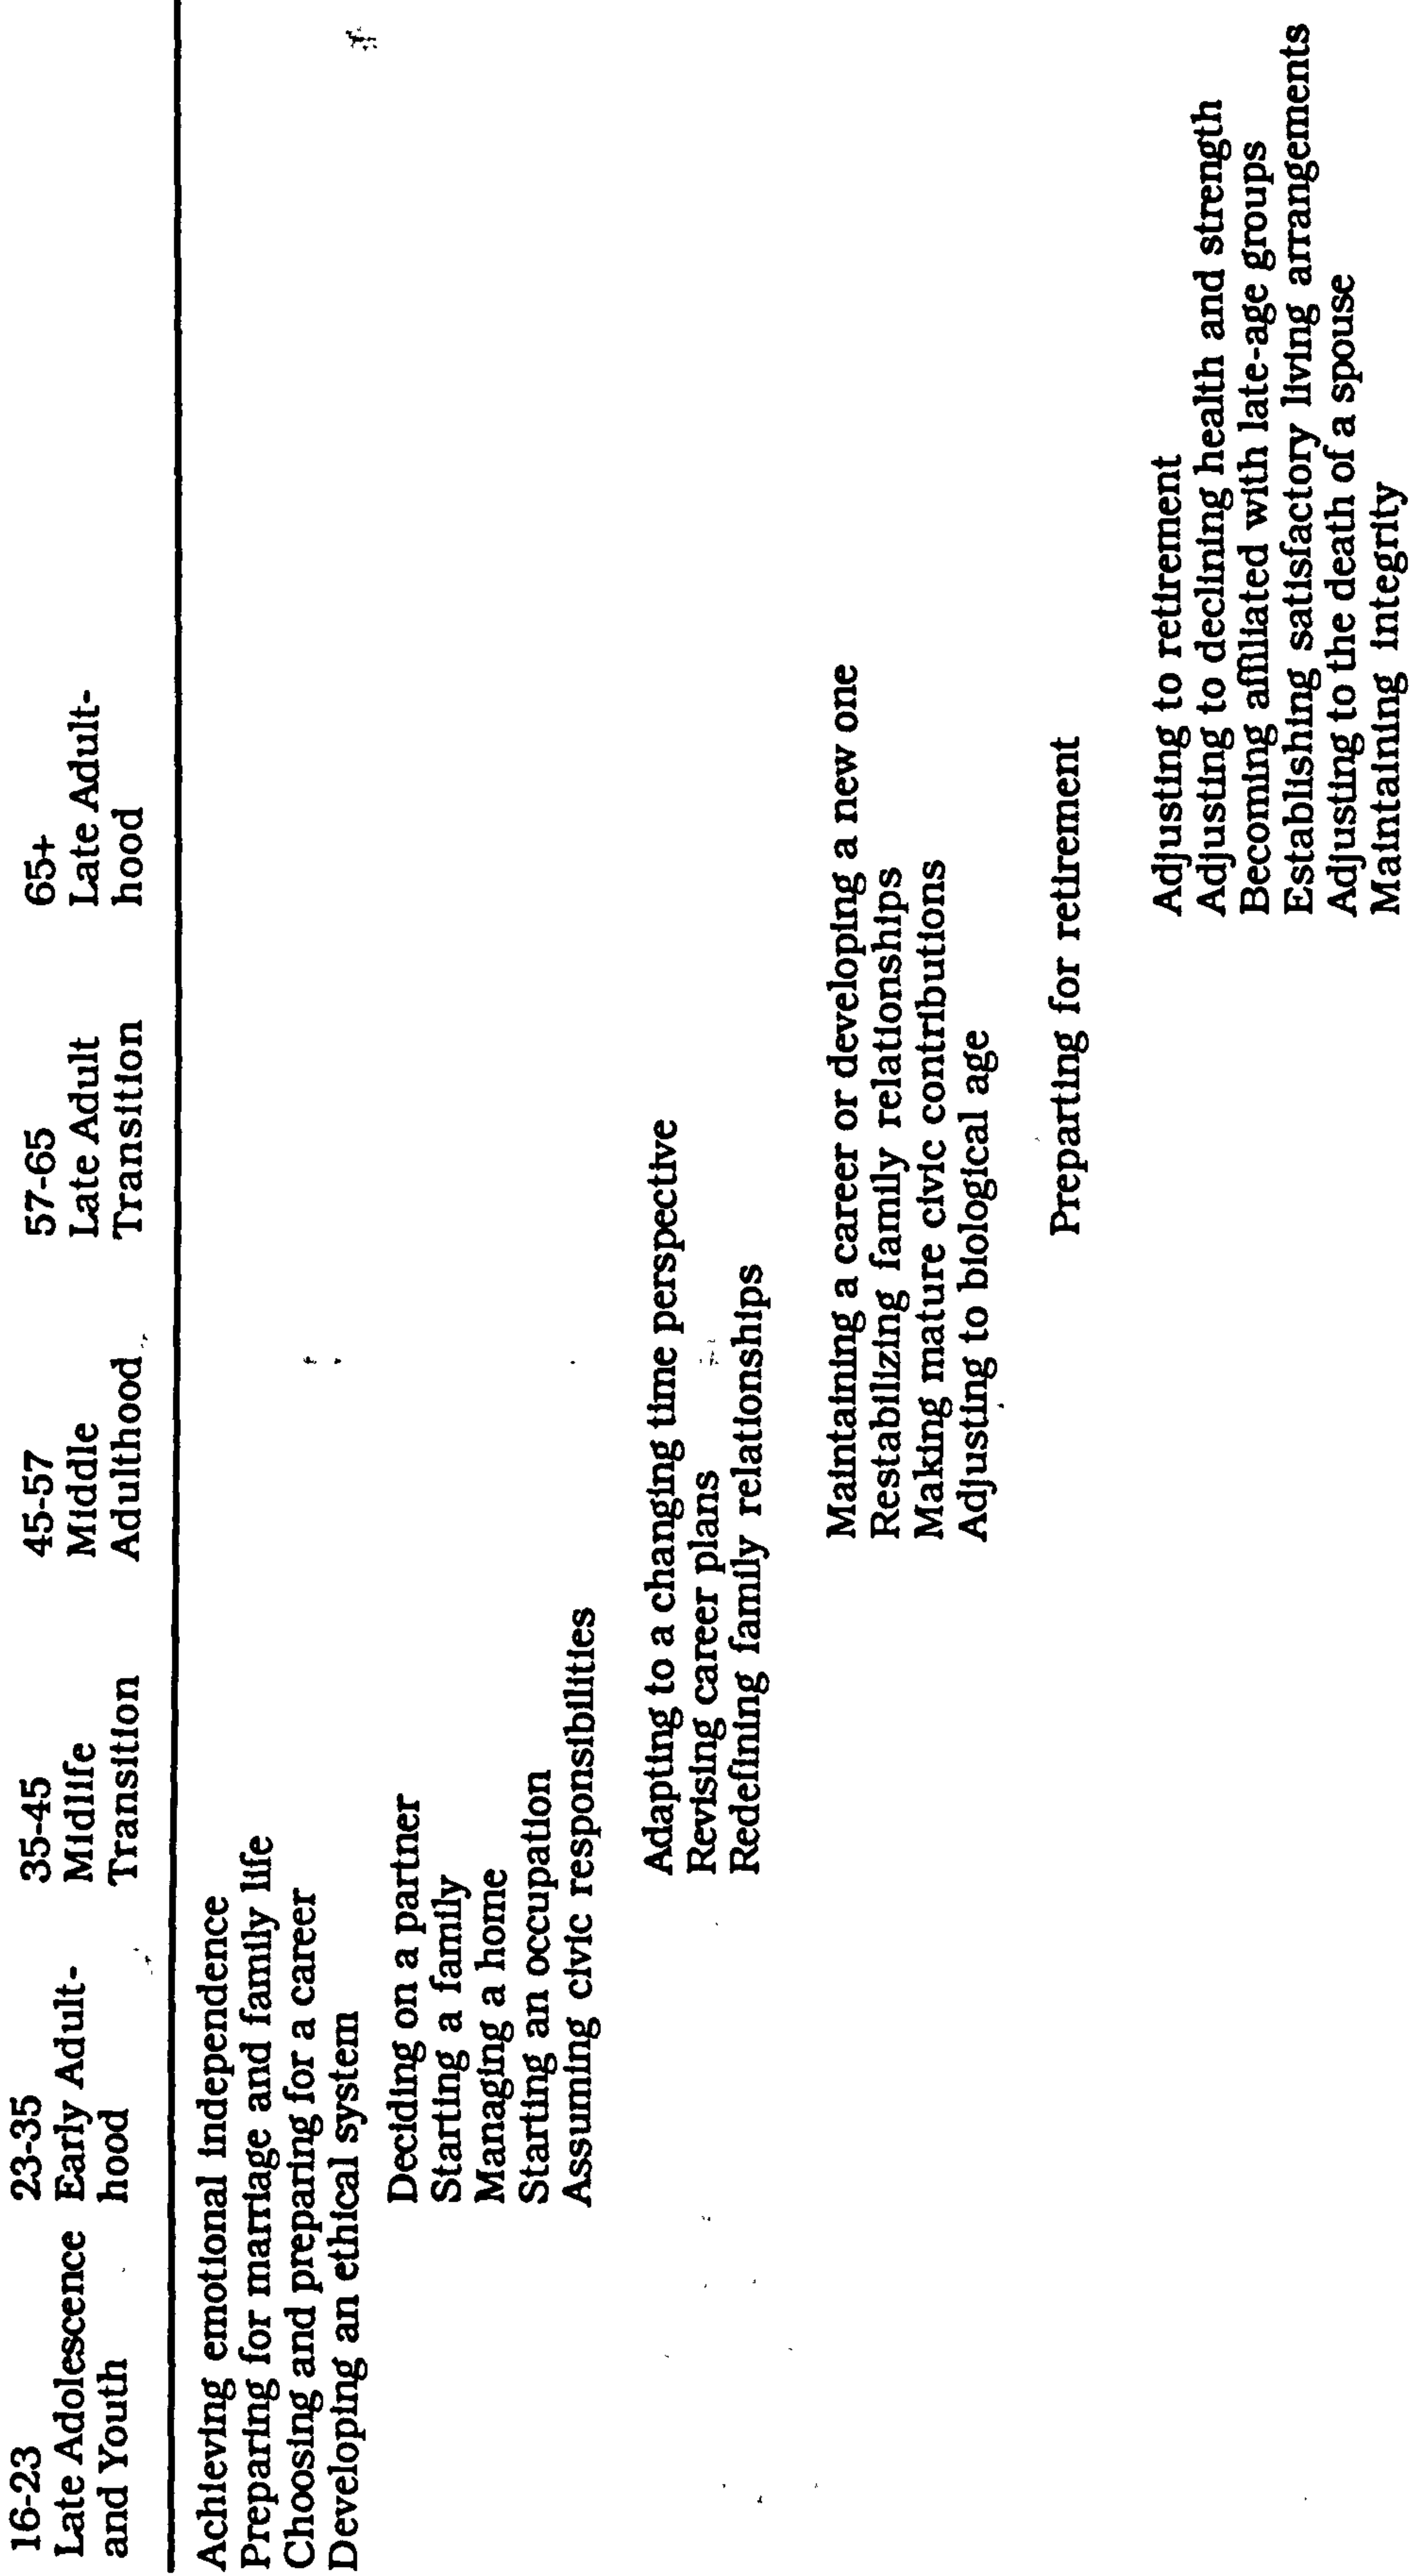 16-23
Late Adolescence
and Youth
23-35
Early Adult-
hood
35-45
Midlife
Transition
45-57
Middle
Adulthood
57-65
Late Adult
Transition
65+
Late Adult-
hood
Achieving emotional independence
Preparing for marriage and family life
Choosing and preparing for a career
Developing an ethical system
Deciding on a partner
Starting a family
Managing a home
Starting an occupation
Assuming civic responsibilities
Adapting to a changing time perspective
Revising career plans
Redefining family relationships
Maintaining a career or developing a new one
Restabilizing family relationships
Making mature civic contributions
Adjusting to biological age
Preparting for retirement
Adjusting to retirement
Adjusting to declining health and strength
Becoming affiliated with late-age groups
Establishing satisfactory living arrangements
Adjusting to the death of a spouse
Maintaining integrity